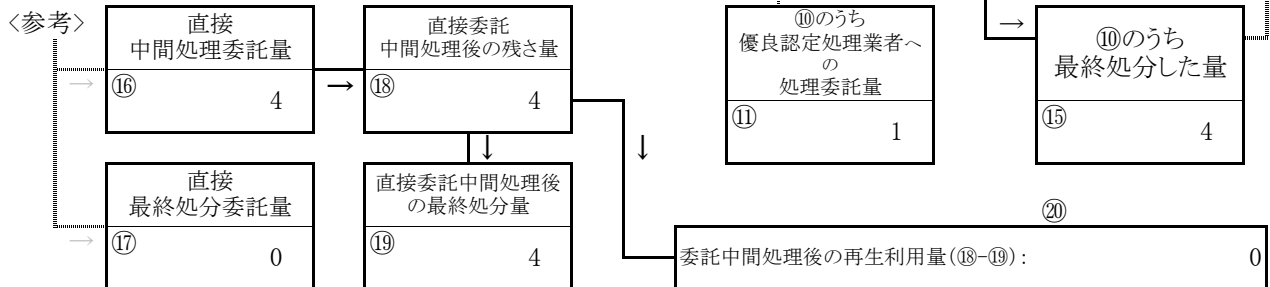 〈参考〉
直接
中間処理委託量
⑯
4
→
直接委託
中間処理後の残さ量
⑱
4
⑩のうち
優良認定処理業者へ
の
処理委託量
⑪
1
→
⑩のうち
最終処分した量
⑮
4
→
↓
↓
直接
最終処分委託量
⑰
0
→
直接委託中間処理後
の最終処分量
⑲
4
⑳
委託中間処理後の再生利用量(⑱-⑲):
0